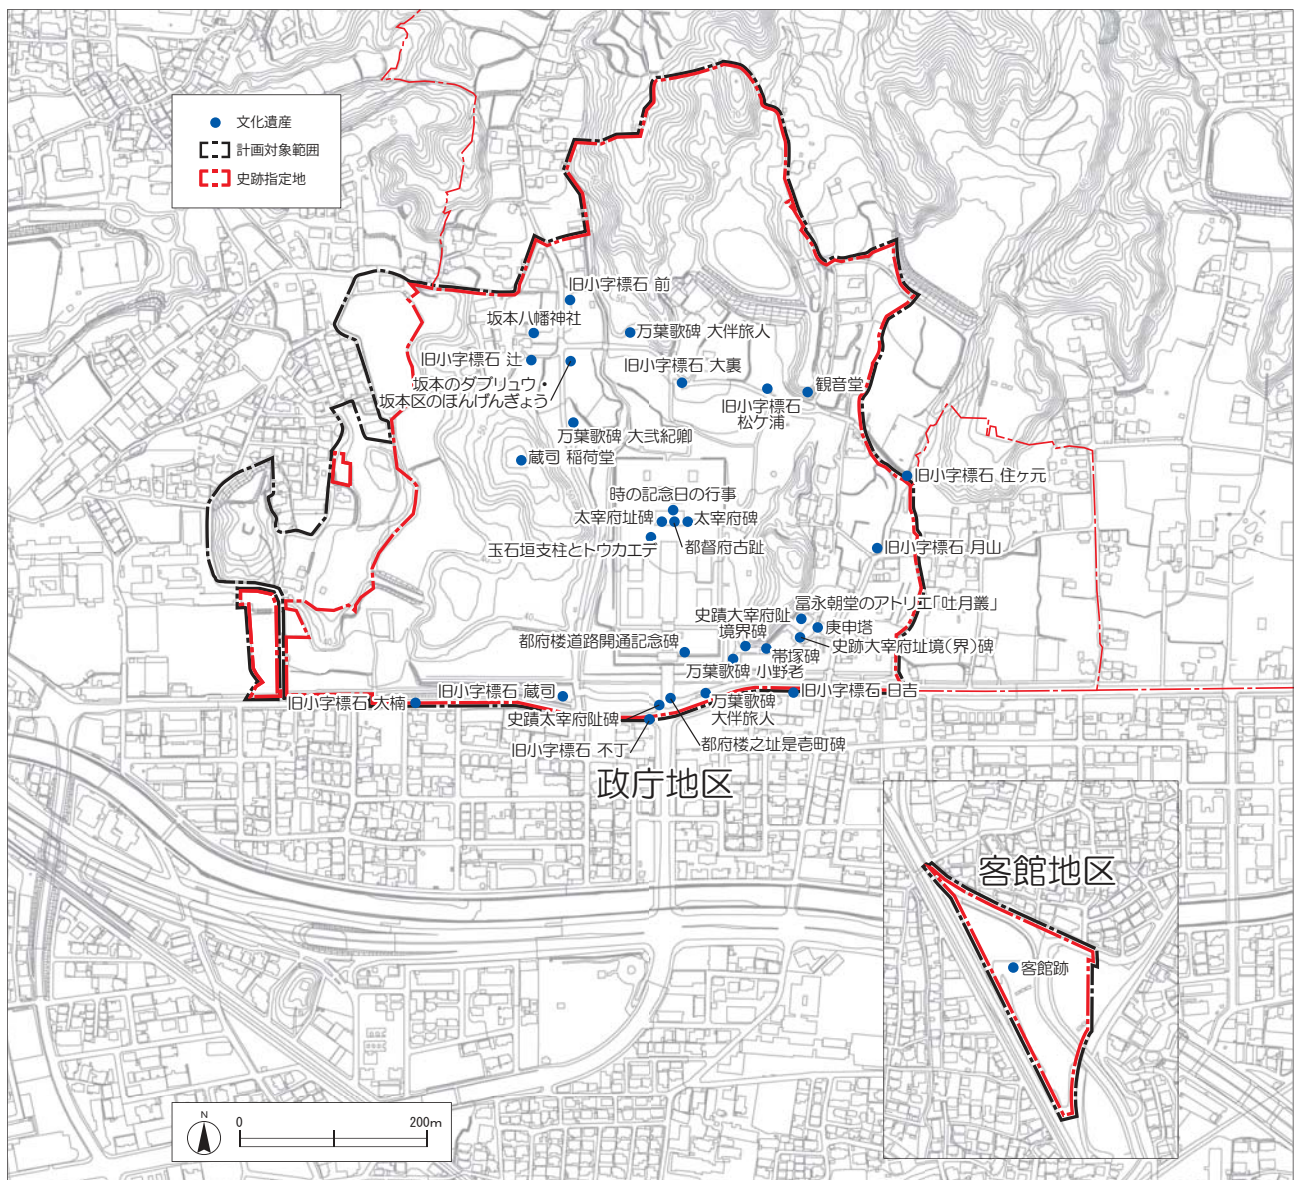 文化遺産
計画対象範囲
史跡指定地
旧小字標石 前
坂本八幡神社
万葉歌碑 大伴旅人
旧小字標石 辻
旧小字標石 大裏
坂本のダブリュウ・
坂本区のほんげんぎょう
観音堂
旧小字標石
松ケ浦
万葉歌碑 大弐紀卿
蔵司 稲荷堂
旧小字標石 住ヶ元
時の記念日の行事
太宰府址碑
太宰府碑
玉石垣支柱とトウカエデ
都督府古趾
旧小字標石 月山
冨永朝堂のアトリエ「吐月叢」
史蹟太宰府阯
境界碑
庚申塔
都府楼道路開通記念碑
史跡太宰府址境(界)碑
帯塚碑
万葉歌碑 小野老
旧小字標石 大楠
旧小字標石 蔵司
旧小字標石 日吉
万葉歌碑
大伴旅人
史蹟太宰府阯碑
旧小字標石 不丁
都府楼之址是壱町碑
政庁地区
客館地区
客館跡
N
0
200m